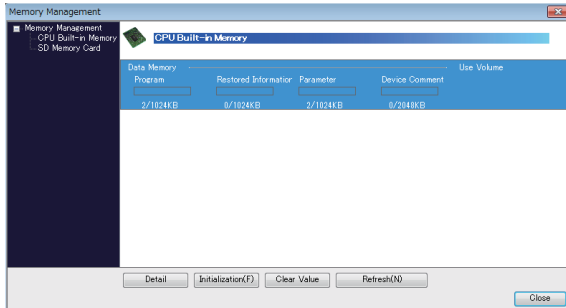 Memory Management
Memory Management
CPU Built-in Memory
SD Memory Card
CPU Built-in Memory
Data Memory
Use Volume
Program
Restored Informatior
Parameter
Device Comment
2/1024KB
0/1024KB
2/1024KB
0/2048KB
Detail
Initialization(F)
Clear Value
Refresh(N)
Close